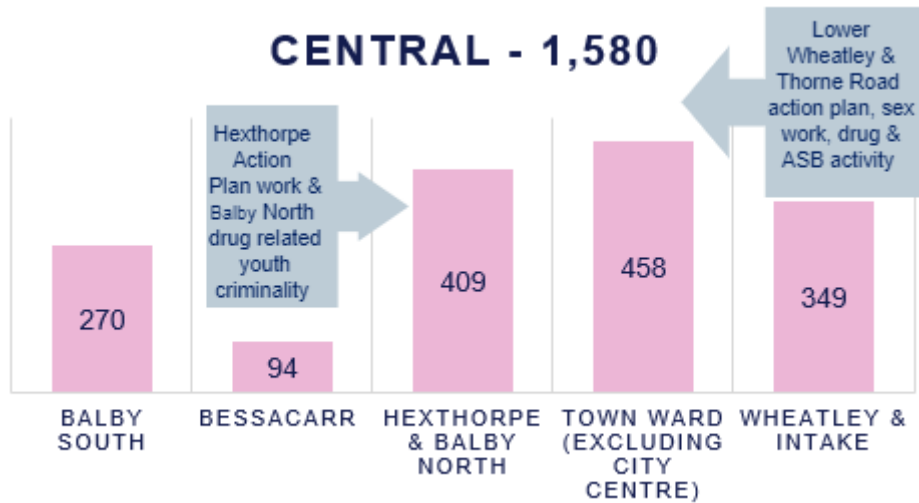 CENTRAL - 1,580
Lower
Wheatley &
Thorne Road
action plan, sex
work, drug &
ASB activity
Hexthorpe
Action
Plan work &
Balby North
drug related
youth
criminality
270
94
409
458
349
BALBY
SOUTH
BESSACARR
HEXTHORPE
& BALBY
NORTH
TOWN WARD
(EXCLUDING
CITY
CENTRE)
WHEATLEY &
INTAKE